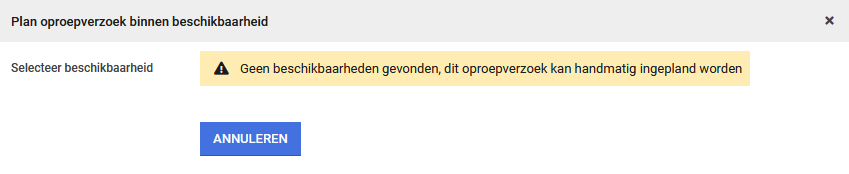 Plan oproepverzoek binnen beschikbaarheid ×
Selecteer beschikbaarheid
Geen beschikbaarheden gevonden, dit oproepverzoek kan handmatig ingepland worden
ANNULEREN